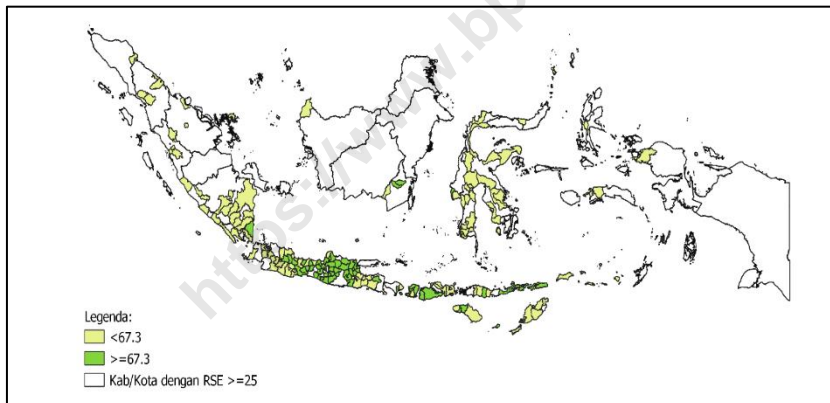 https://www.bp
Legenda:
<67.3
>=67.3
Kab/Kota dengan RSE >=25